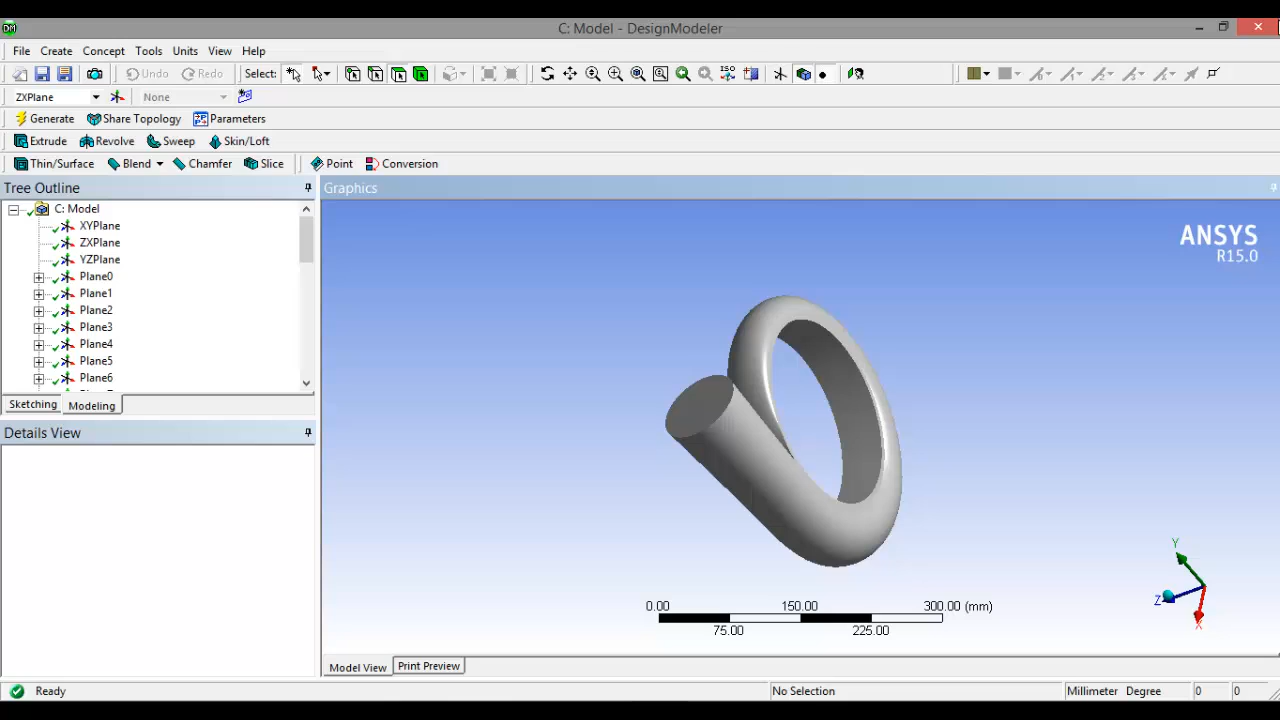 C: Model - DesignModeler
File Create Concept Tools Units View Help
Undo Redo Select:
ZXPlane None
Generate Share Topology Parameters
Extrude Revolve Sweep Skin/Loft
Thin/Surface Blend Chamfer Slice Point Conversion
Tree Outline
C: Model
XYPlane
ZXPlane
YZPlane
Plane0
Plane1
Plane2
Plane3
Plane4
Plane5
Plane6
Sketching Modeling
Details View
Graphics
ANSYS
R15.0
0.00 150.00 300.00 (mm)
75.00 225.00
Y
Z
X
Model View Print Preview
Ready No Selection Millimeter Degree 0 0